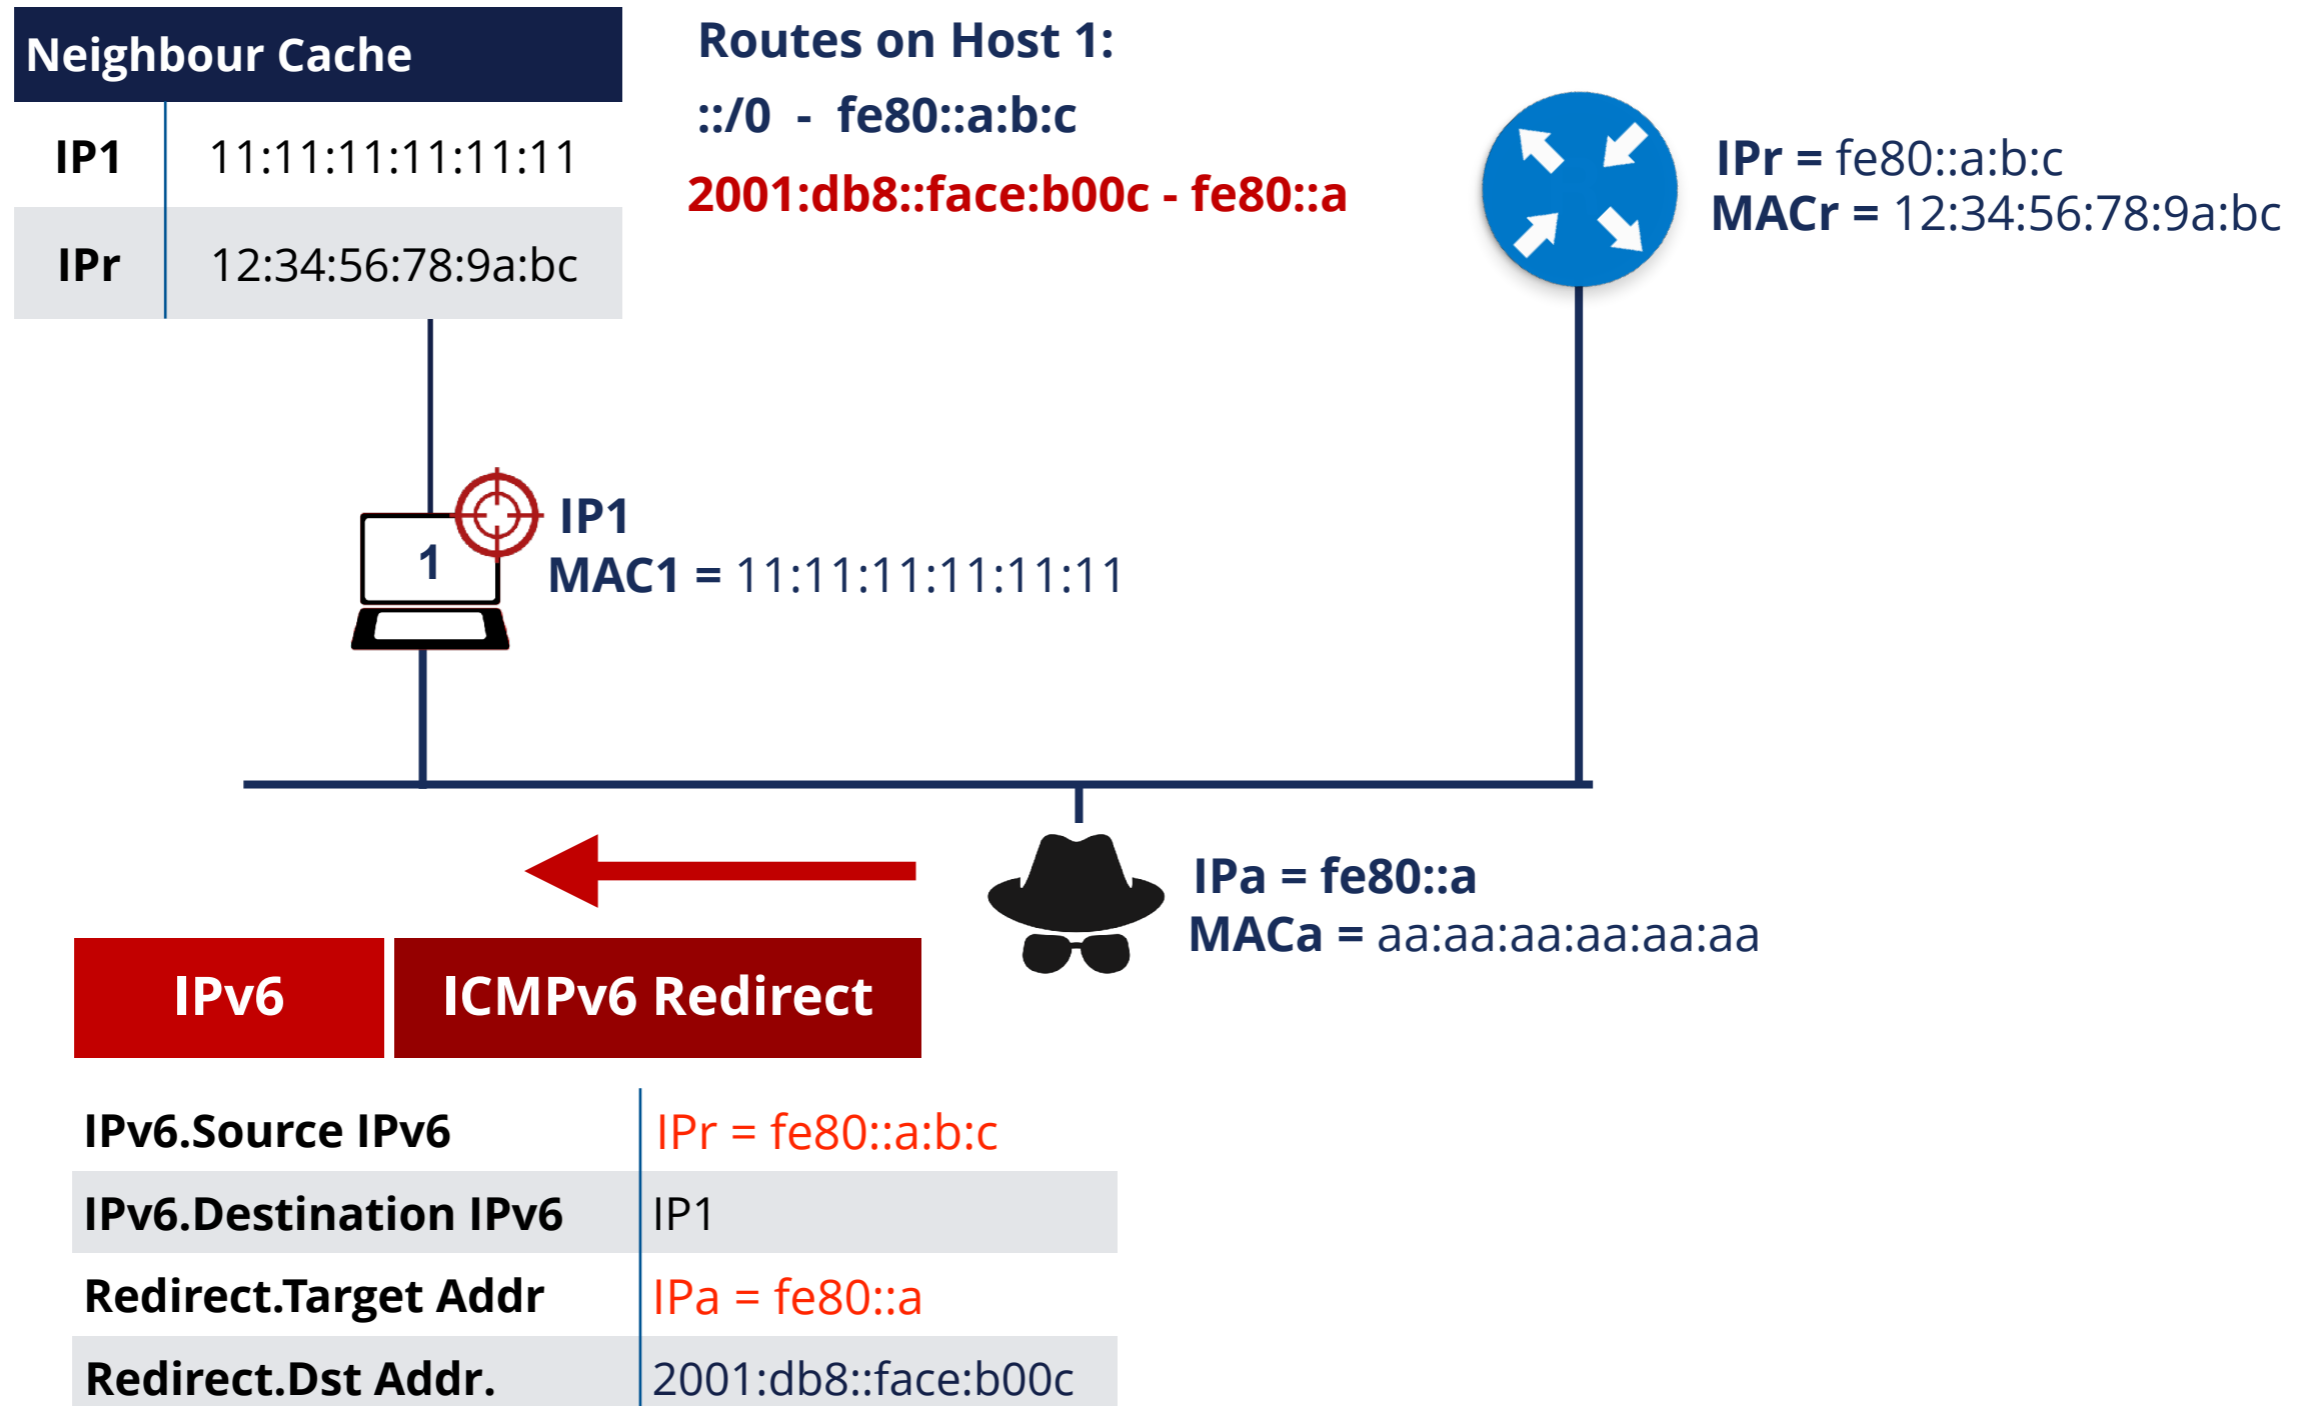 Neighbour Cache
IP1 11:11:11:11:11:11
IPr 12:34:56:78:9a:bc
Routes on Host 1:
::/0 - fe80::a:b:c
2001:db8::face:b00c - fe80::a
IPr = fe80::a:b:c
MACr = 12:34:56:78:9a:bc
1
IP1
MAC1 = 11:11:11:11:11:11
IPa = fe80::a
MACa = aa:aa:aa:aa:aa:aa
IPv6 ICMPv6 Redirect
IPv6.Source IPv6 IPr = fe80::a:b:c
IPv6.Destination IPv6 IP1
Redirect.Target Addr IPa = fe80::a
Redirect.Dst Addr. 2001:db8::face:b00c